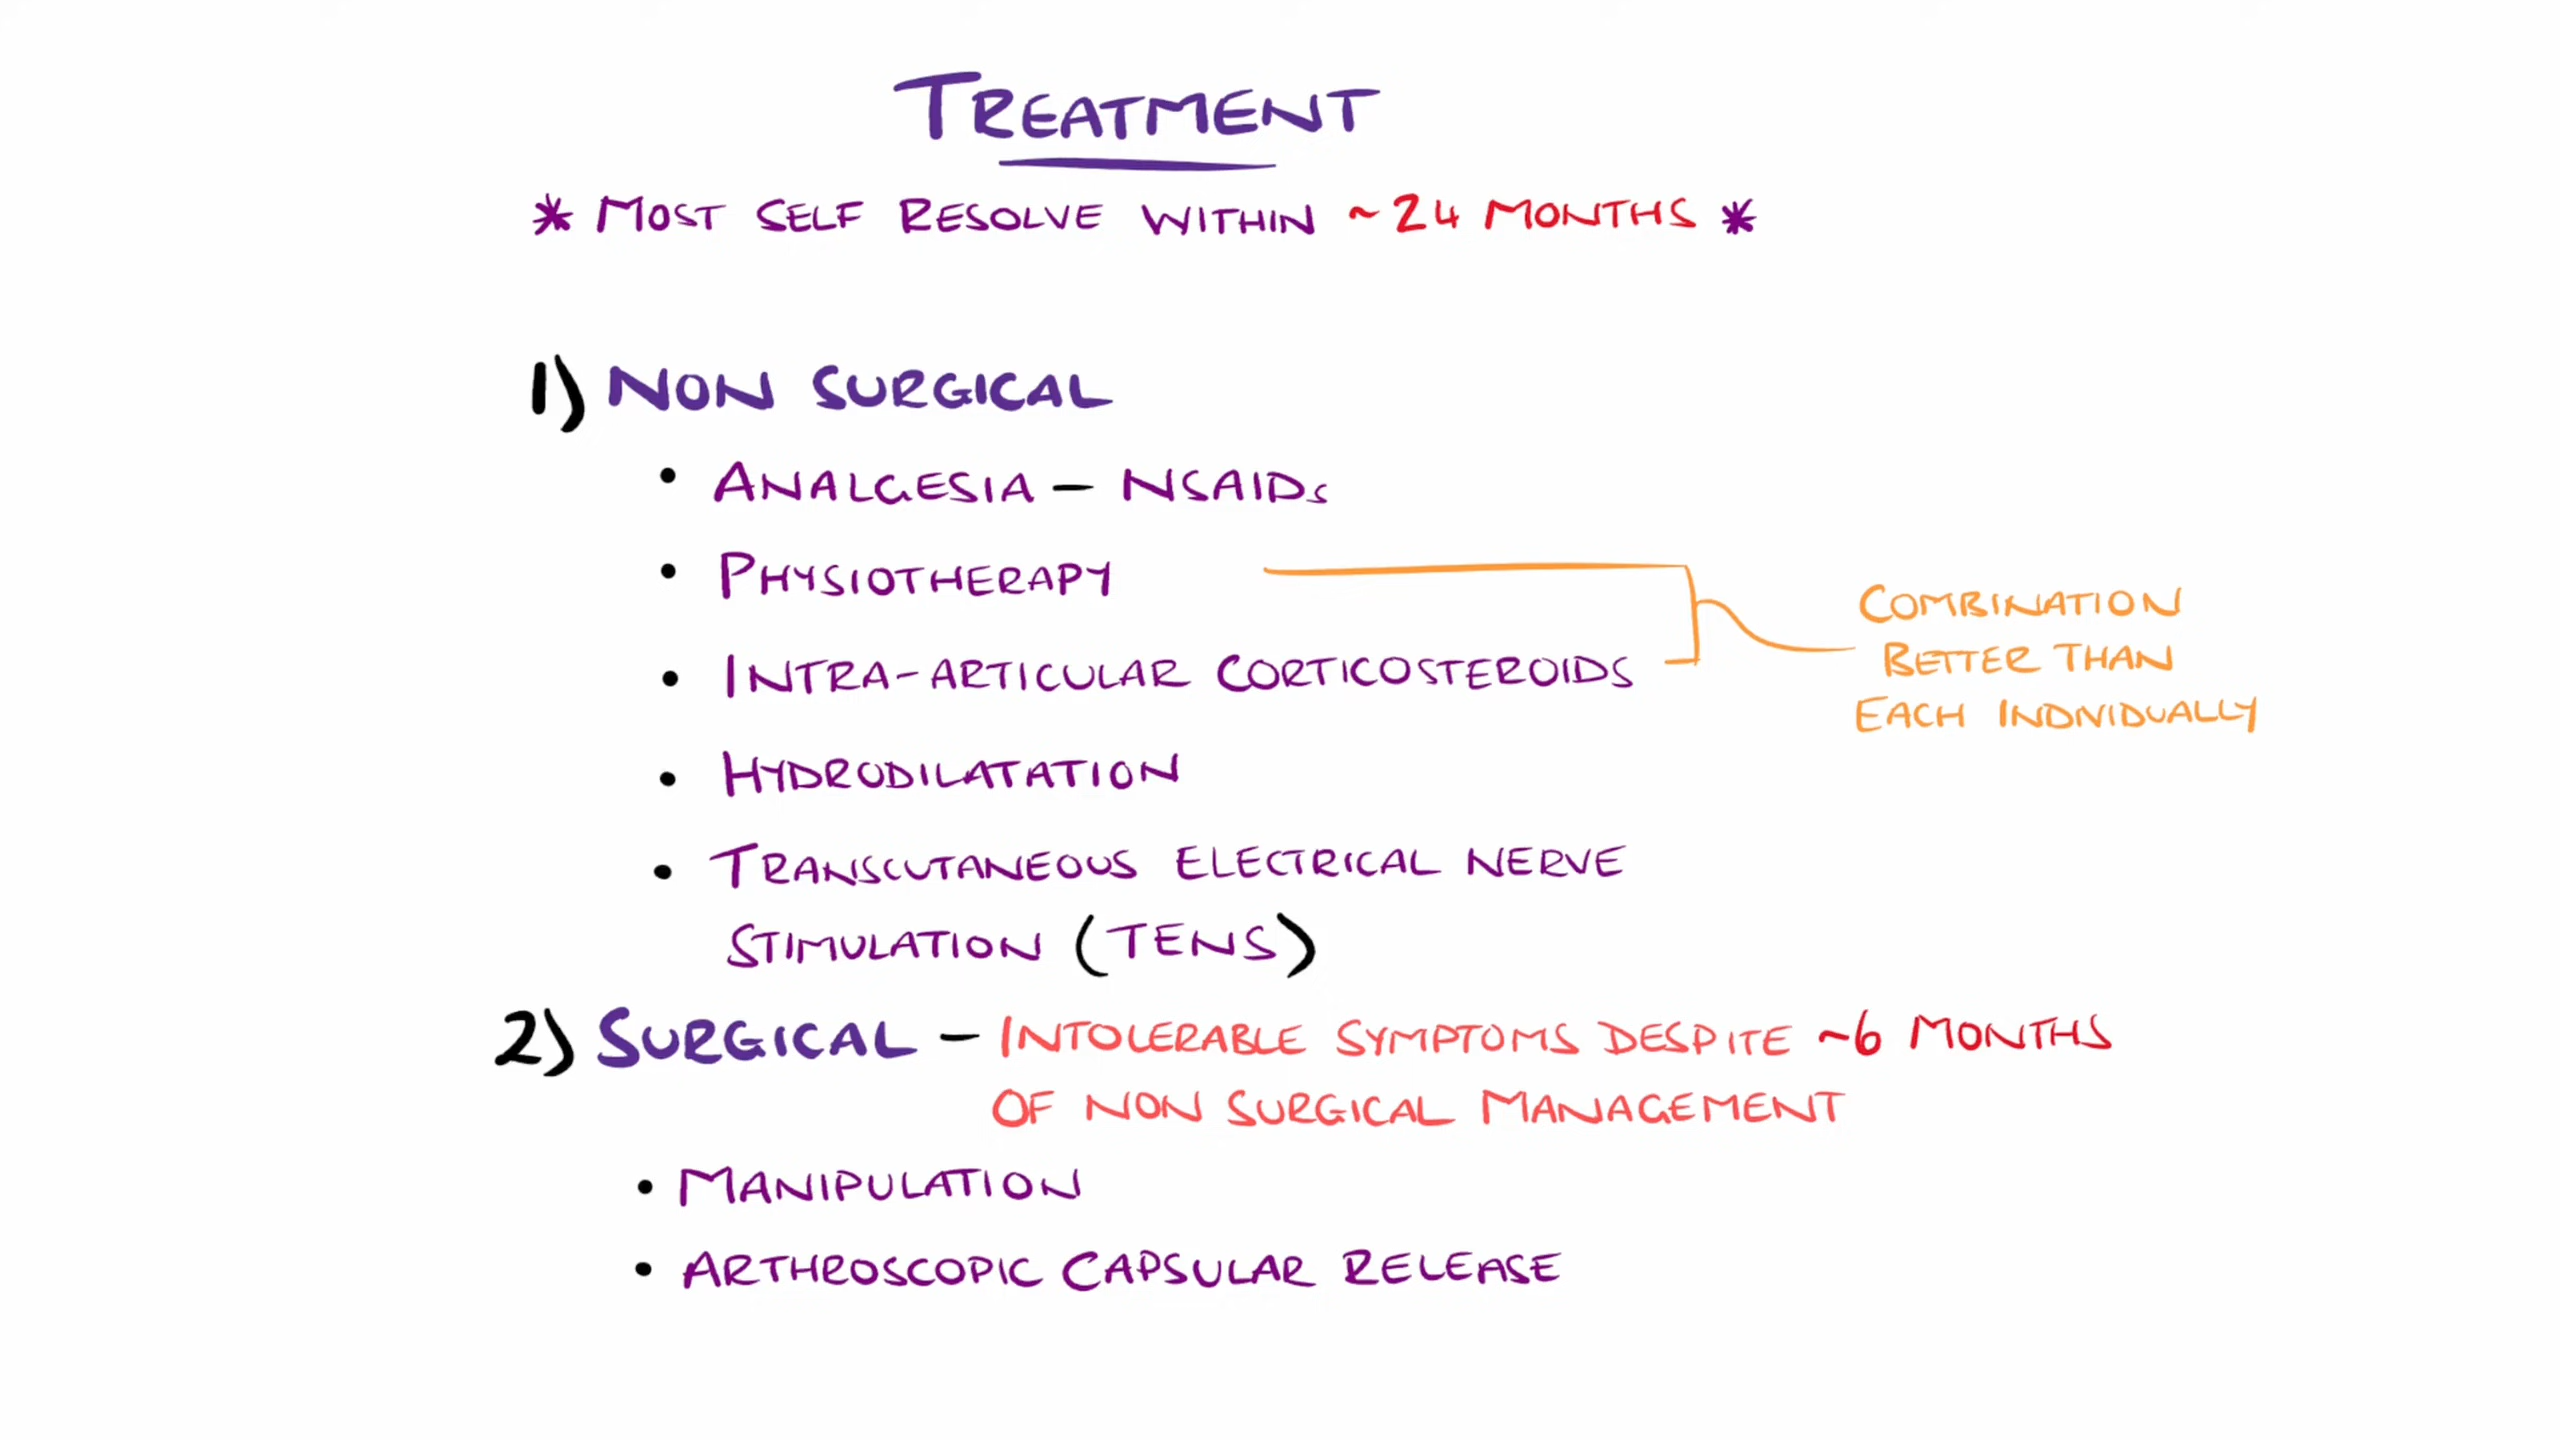 TREATMENT
* MOST SELF RESOLVE WITHIN ~24 MONTHS *
1) NON SURGICAL
• ANALGESIA – NSAIDs
• PHYSIOTHERAPY
• INTRA-ARTICULAR CORTICOSTEROIDS
COMBINATION
BETTER THAN
EACH INDIVIDUALLY
• HYDRODILATATION
• TRANSCUTANEOUS ELECTRICAL NERVE
STIMULATION (TENS)
2) SURGICAL – INTOLERABLE SYMPTOMS DESPITE ~6 MONTHS
OF NON SURGICAL MANAGEMENT
• MANIPULATION
• ARTHROSCOPIC CAPSULAR RELEASE